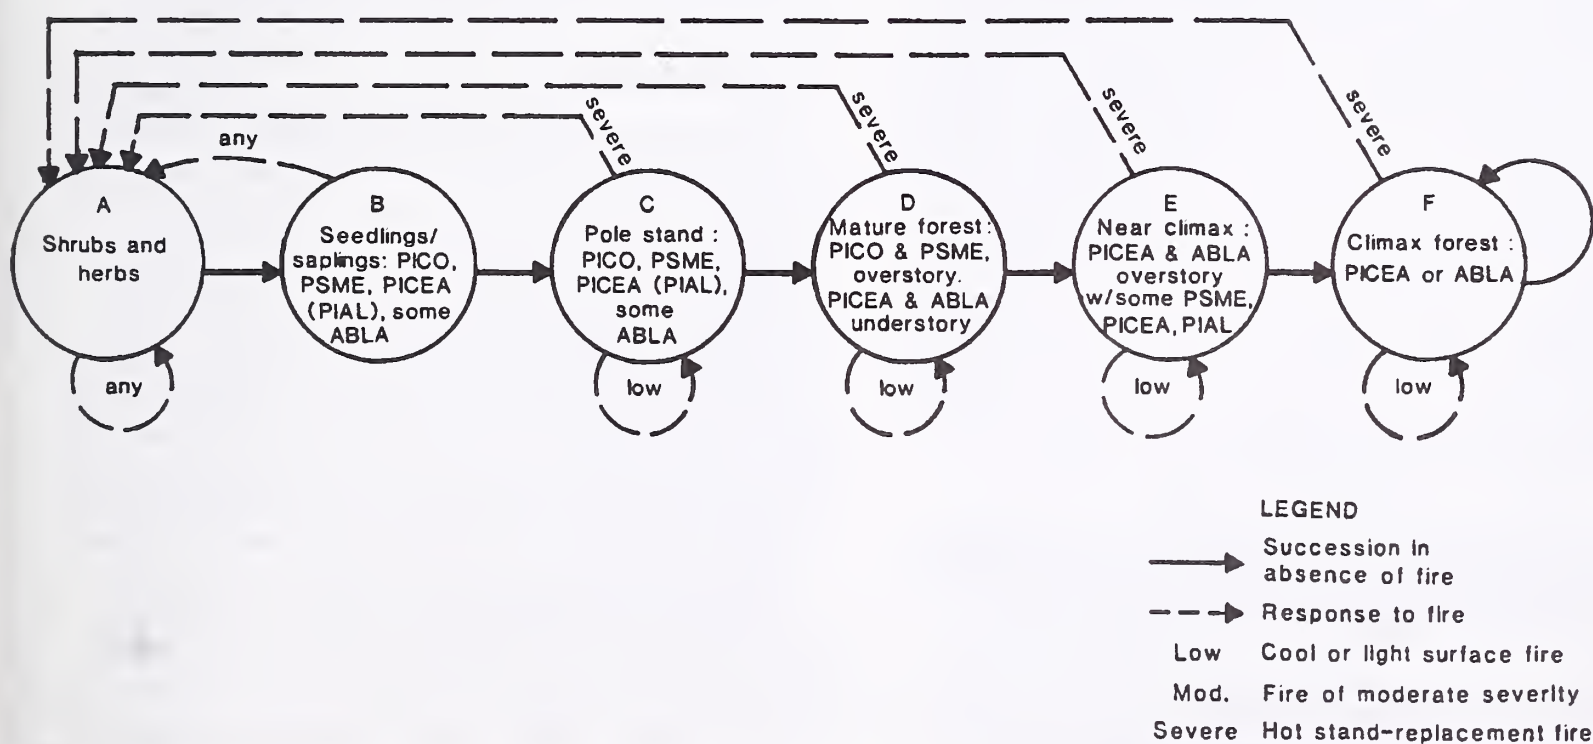 severe
severe
severe
severe
any
A
Shrubs and
herbs
any
B
Seedlings/
saplings: PICO,
PSME, PICEA
(PIAL), some
ABLA
C
Pole stand :
PICO, PSME,
PICEA (PIAL),
some
ABLA
low
D
Mature forest:
PICO & PSME,
overstory.
PICEA & ABLA
understory
low
E
Near climax :
PICEA & ABLA
overstory
w/some PSME,
PICEA, PIAL
low
F
Climax forest :
PICEA or ABLA
low
LEGEND
Succession in
absence of fire
Response to fire
Low Cool or light surface fire
Mod. Fire of moderate severity
Severe Hot stand-replacement fire